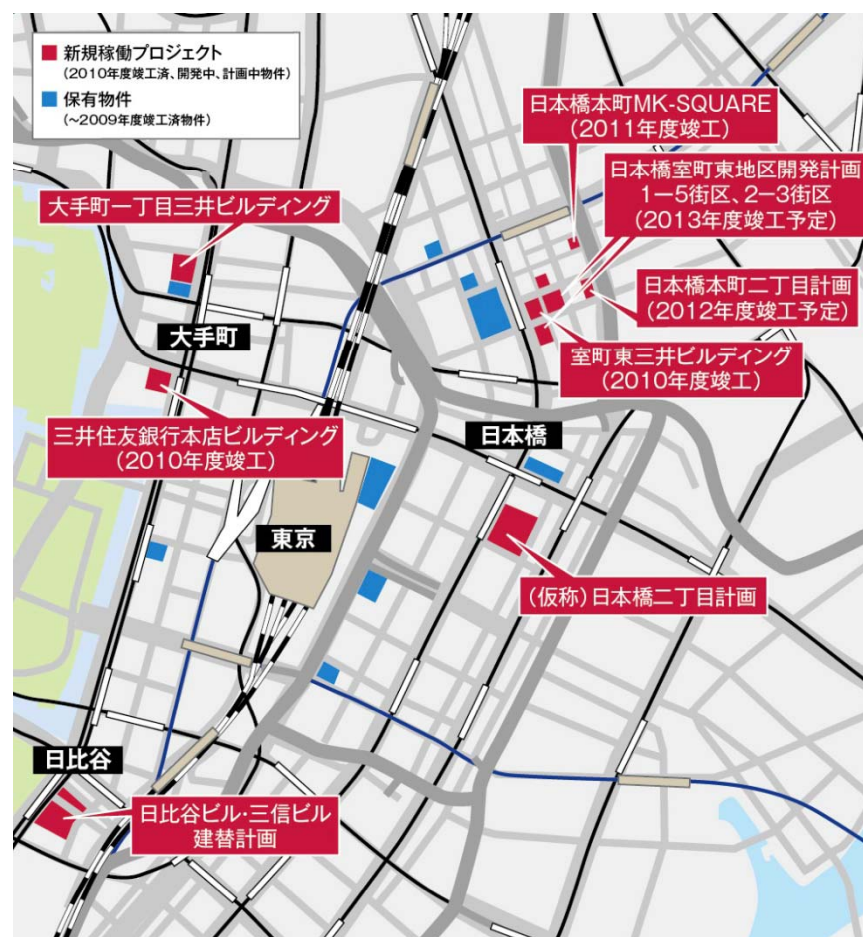 新規稼働プロジェクト
(2010年度竣工済、開発中、計画中物件)
保有物件
(～2009年度竣工済物件)
日本橋本町MK-SQUARE
(2011年度竣工)
日本橋室町東地区開発計画
1ー5街区、2ー3街区
(2013年度竣工予定)
大手町一丁目三井ビルディング
日本橋本町二丁目計画
(2012年度竣工予定)
大手町
室町東三井ビルディング
(2010年度竣工)
三井住友銀行本店ビルディング
(2010年度竣工)
日本橋
東京
(仮称)日本橋二丁目計画
日比谷
日比谷ビル・三信ビル
建替計画